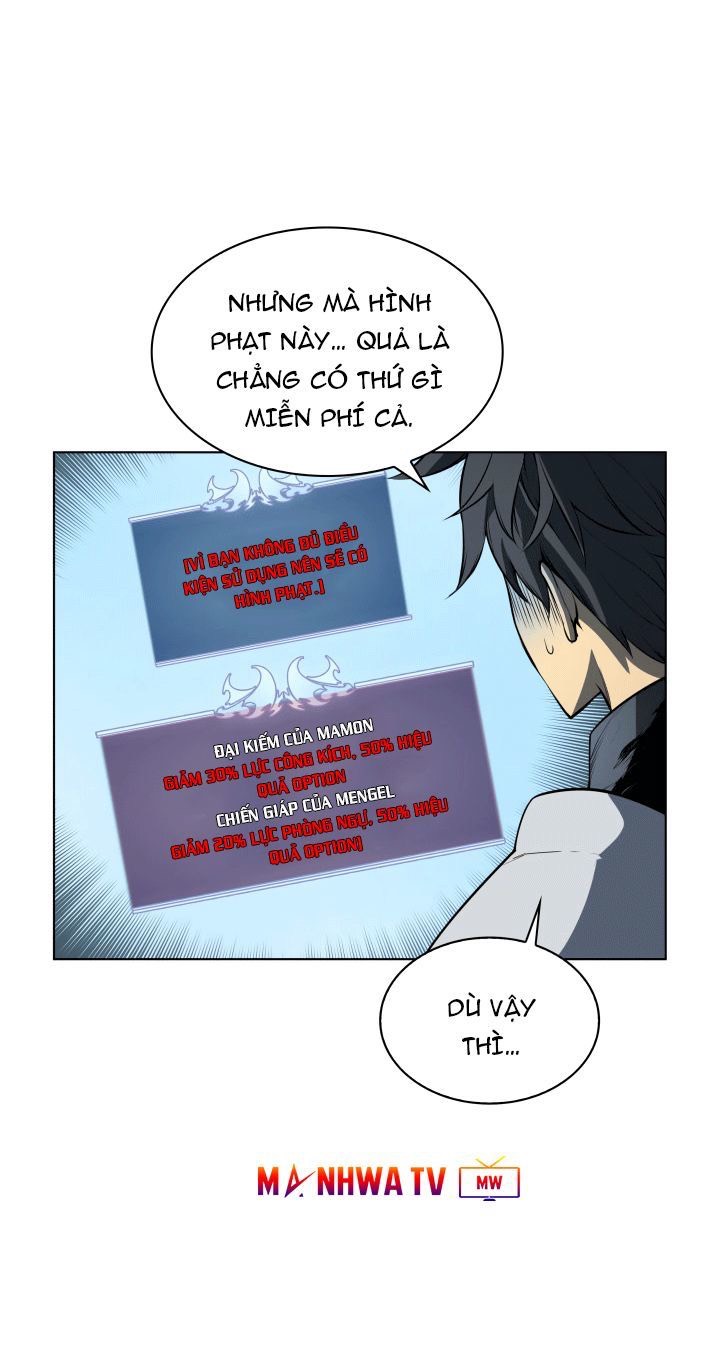 NHƯNG MÀ HÌNH
PHẠT NÀY... QUẢ LÀ
CHẲNG CÓ THỨ GÌ
MIỄN PHÍ CẢ.
[VÌ BẠN KHÔNG ĐỦ ĐIỀU
KIỆN SỬ DỤNG NÊN SẼ CÓ
HÌNH PHẠT.]
ĐẠI KIẾM CỦA MAMON
GIẢM 30% LỰC CÔNG KÍCH, 50% HIỆU
QUẢ OPTION
CHIẾN GIÁP CỦA MENGEL
GIẢM 20% LỰC PHÒNG NGỰ, 50% HIỆU
QUẢ OPTION]
DÙ VẬY
THÌ...
MANHWA TV MW